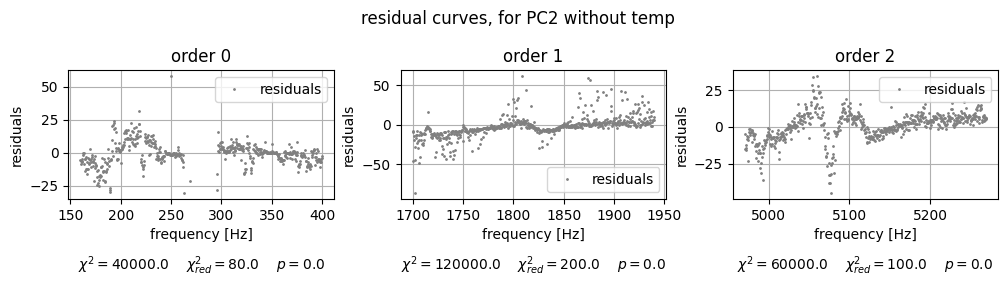 residual curves, for PC2 without temp
order 0
residuals
50
25
0
−25
residuals
150
200
250
300
350
400
frequency [Hz]
χ² = 40000.0 χ²_red = 80.0 p = 0.0
order 1
residuals
50
0
−50
residuals
1700
1750
1800
1850
1900
1950
frequency [Hz]
χ² = 120000.0 χ²_red = 200.0 p = 0.0
order 2
residuals
25
0
−25
residuals
5000
5100
5200
frequency [Hz]
χ² = 60000.0 χ²_red = 100.0 p = 0.0